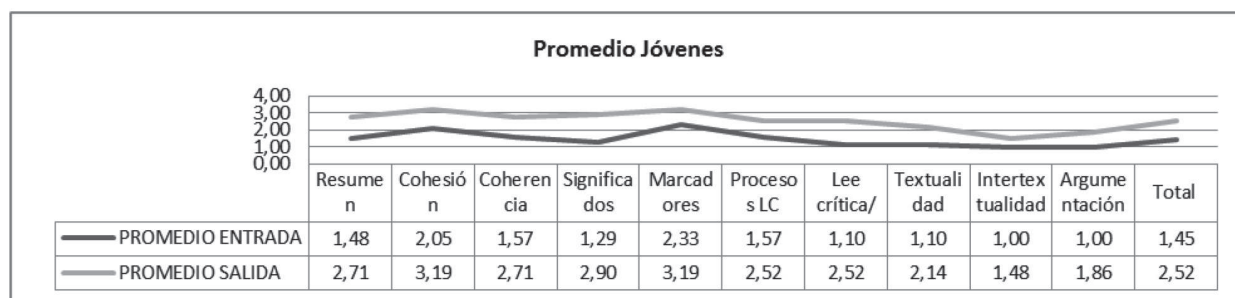 Promedio Jóvenes
4,00
3,00
2,00
1,00
0,00
Resume Cohesió Coheren Significa Marcad Proceso Lee Textuali Intertex Argume Total
n n cia dos ores s LC crítica/ dad tualidad ntación
PROMEDIO ENTRADA 1,48 2,05 1,57 1,29 2,33 1,57 1,10 1,10 1,00 1,00 1,45
PROMEDIO SALIDA 2,71 3,19 2,71 2,90 3,19 2,52 2,52 2,14 1,48 1,86 2,52